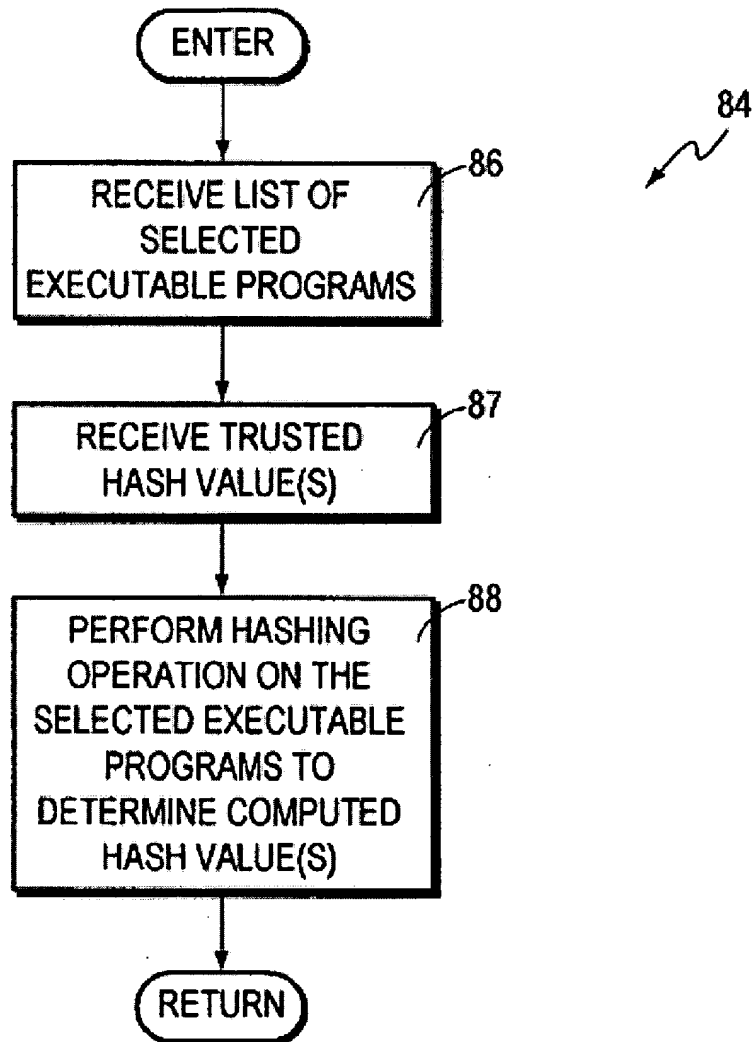 ENTER
84
86
RECEIVE LIST OF
SELECTED
EXECUTABLE PROGRAMS
87
RECEIVE TRUSTED
HASH VALUE(S)
88
PERFORM HASHING
OPERATION ON THE
SELECTED EXECUTABLE
PROGRAMS TO
DETERMINE COMPUTED
HASH VALUE(S)
RETURN